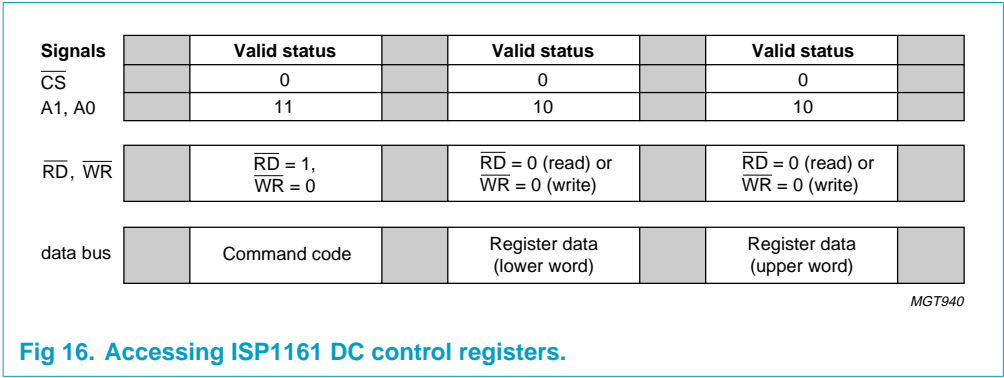 Signals Valid status Valid status Valid status
CS 0 0 0
A1, A0 11 10 10
RD, WR RD = 1, RD = 0 (read) or RD = 0 (read) or
WR = 0 WR = 0 (write) WR = 0 (write)
data bus Command code Register data Register data
(lower word) (upper word)
MGT940
Fig 16. Accessing ISP1161 DC control registers.